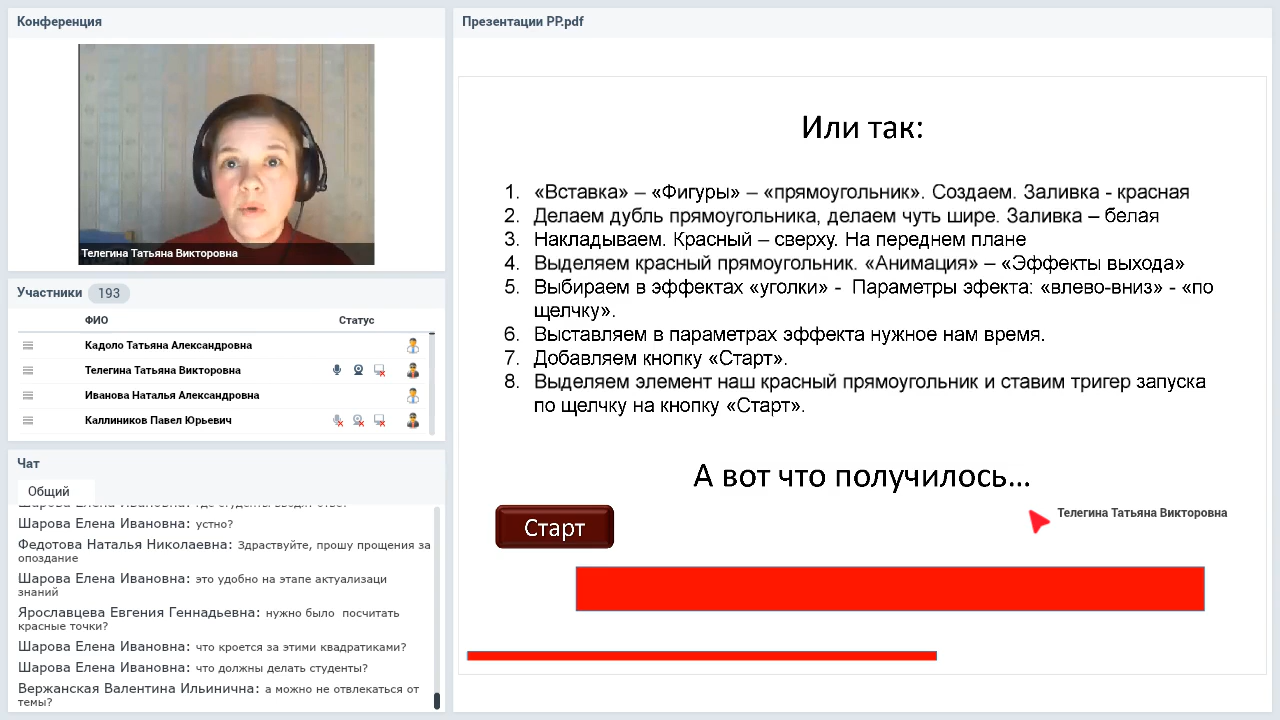 Конференция
Телегина Татьяна Викторовна
Участники 193
ФИО Статус
Кадоло Татьяна Александровна
Телегина Татьяна Викторовна
Иванова Наталья Александровна
Каллиников Павел Юрьевич
Чат
Общий
Шарова Елена Ивановна: устно?
Федотова Наталья Николаевна: Здраствуйте, прошу прощения за
опоздание
Шарова Елена Ивановна: это удобно на этапе актуализаци
знаний
Ярославцева Евгения Геннадьевна: нужно было посчитать
красные точки?
Шарова Елена Ивановна: что кроется за этими квадратиками?
Шарова Елена Ивановна: что должны делать студенты?
Вержанская Валентина Ильинична: а можно не отвлекаться от
темы?
Презентации РР.pdf
Или так:
1. «Вставка» – «Фигуры» – «прямоугольник». Создаем. Заливка - красная
2. Делаем дубль прямоугольника, делаем чуть шире. Заливка – белая
3. Накладываем. Красный – сверху. На переднем плане
4. Выделяем красный прямоугольник. «Анимация» – «Эффекты выхода»
5. Выбираем в эффектах «уголки» - Параметры эфекта: «влево-вниз» - «по
щелчку».
6. Выставляем в параметрах эффекта нужное нам время.
7. Добавляем кнопку «Старт».
8. Выделяем элемент наш красный прямоугольник и ставим тригер запуска
по щелчку на кнопку «Старт».
А вот что получилось…
Старт
Телегина Татьяна Викторовна